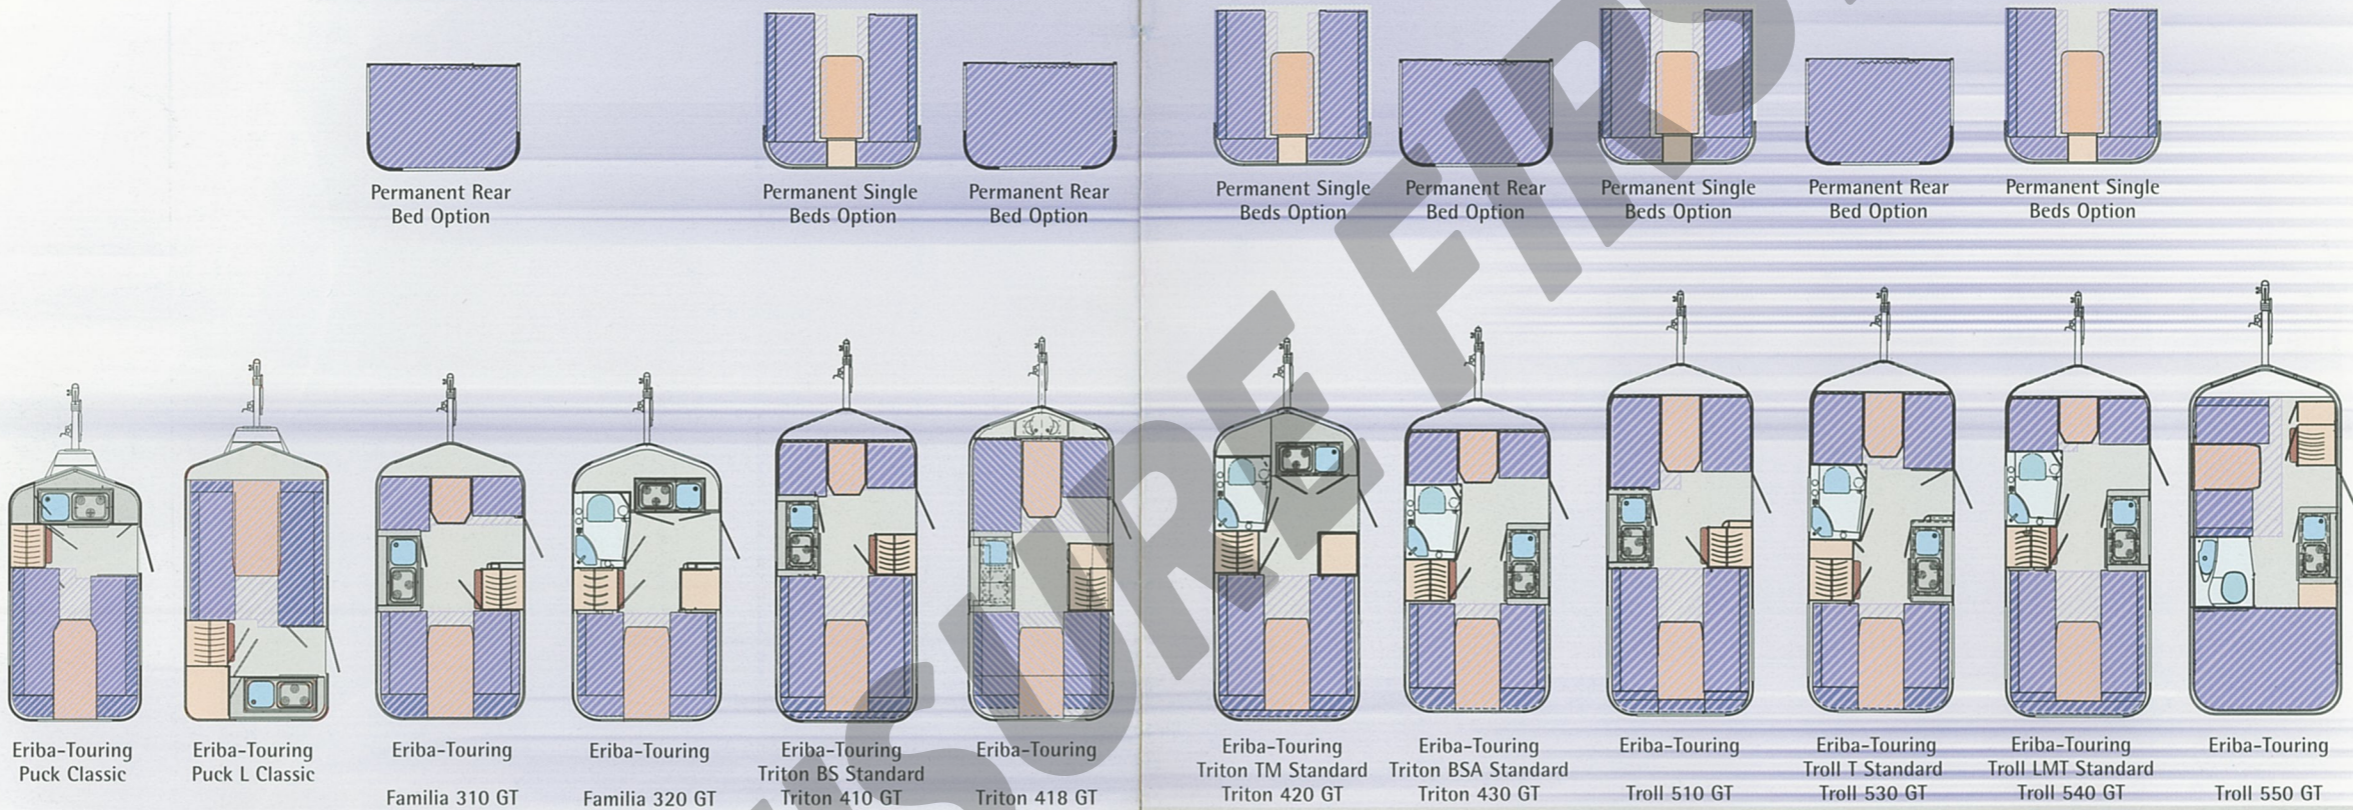 Permanent Rear
Bed Option
Permanent Single
Beds Option
Permanent Rear
Bed Option
Permanent Single
Beds Option
Permanent Rear
Bed Option
Permanent Single
Beds Option
Permanent Rear
Bed Option
Permanent Single
Beds Option
Eriba-Touring
Puck Classic
Eriba-Touring
Puck L Classic
Eriba-Touring
Familia 310 GT
Eriba-Touring
Familia 320 GT
Eriba-Touring
Triton BS Standard
Triton 410 GT
Eriba-Touring
Triton 418 GT
Eriba-Touring
Triton TM Standard
Triton 420 GT
Eriba-Touring
Triton BSA Standard
Triton 430 GT
Eriba-Touring
Troll 510 GT
Eriba-Touring
Troll T Standard
Troll 530 GT
Eriba-Touring
Troll LMT Standard
Troll 540 GT
Eriba-Touring
Troll 550 GT